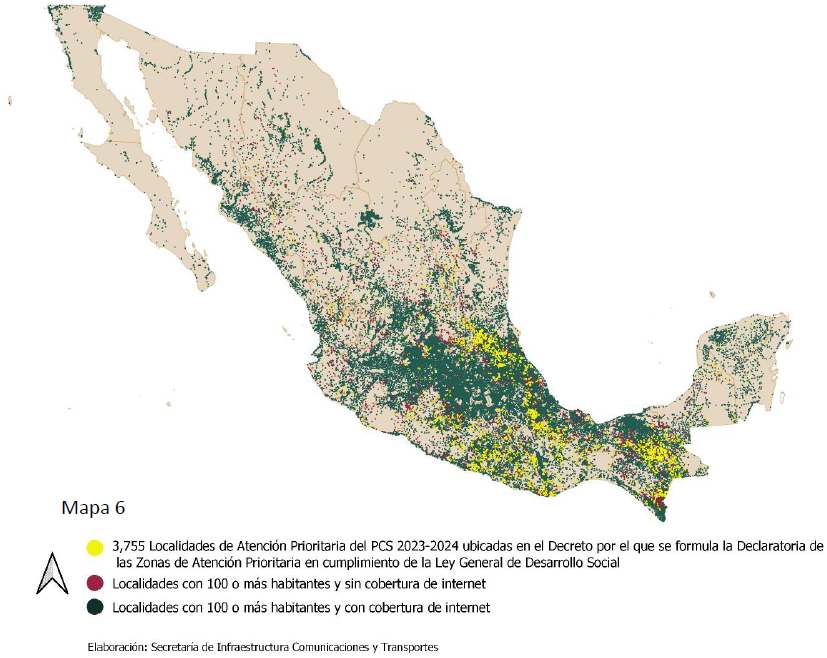 Mapa 6
3,755 Localidades de Atención Prioritaria del PCS 2023-2024 ubicadas en el Decreto por el que se formula la Declaratoria de
las Zonas de Atención Prioritaria en cumplimiento de la Ley General de Desarrollo Social
Localidades con 100 o más habitantes y sin cobertura de internet
Localidades con 100 o más habitantes y con cobertura de internet
Elaboración: Secretaría de Infraestructura Comunicaciones y Transportes